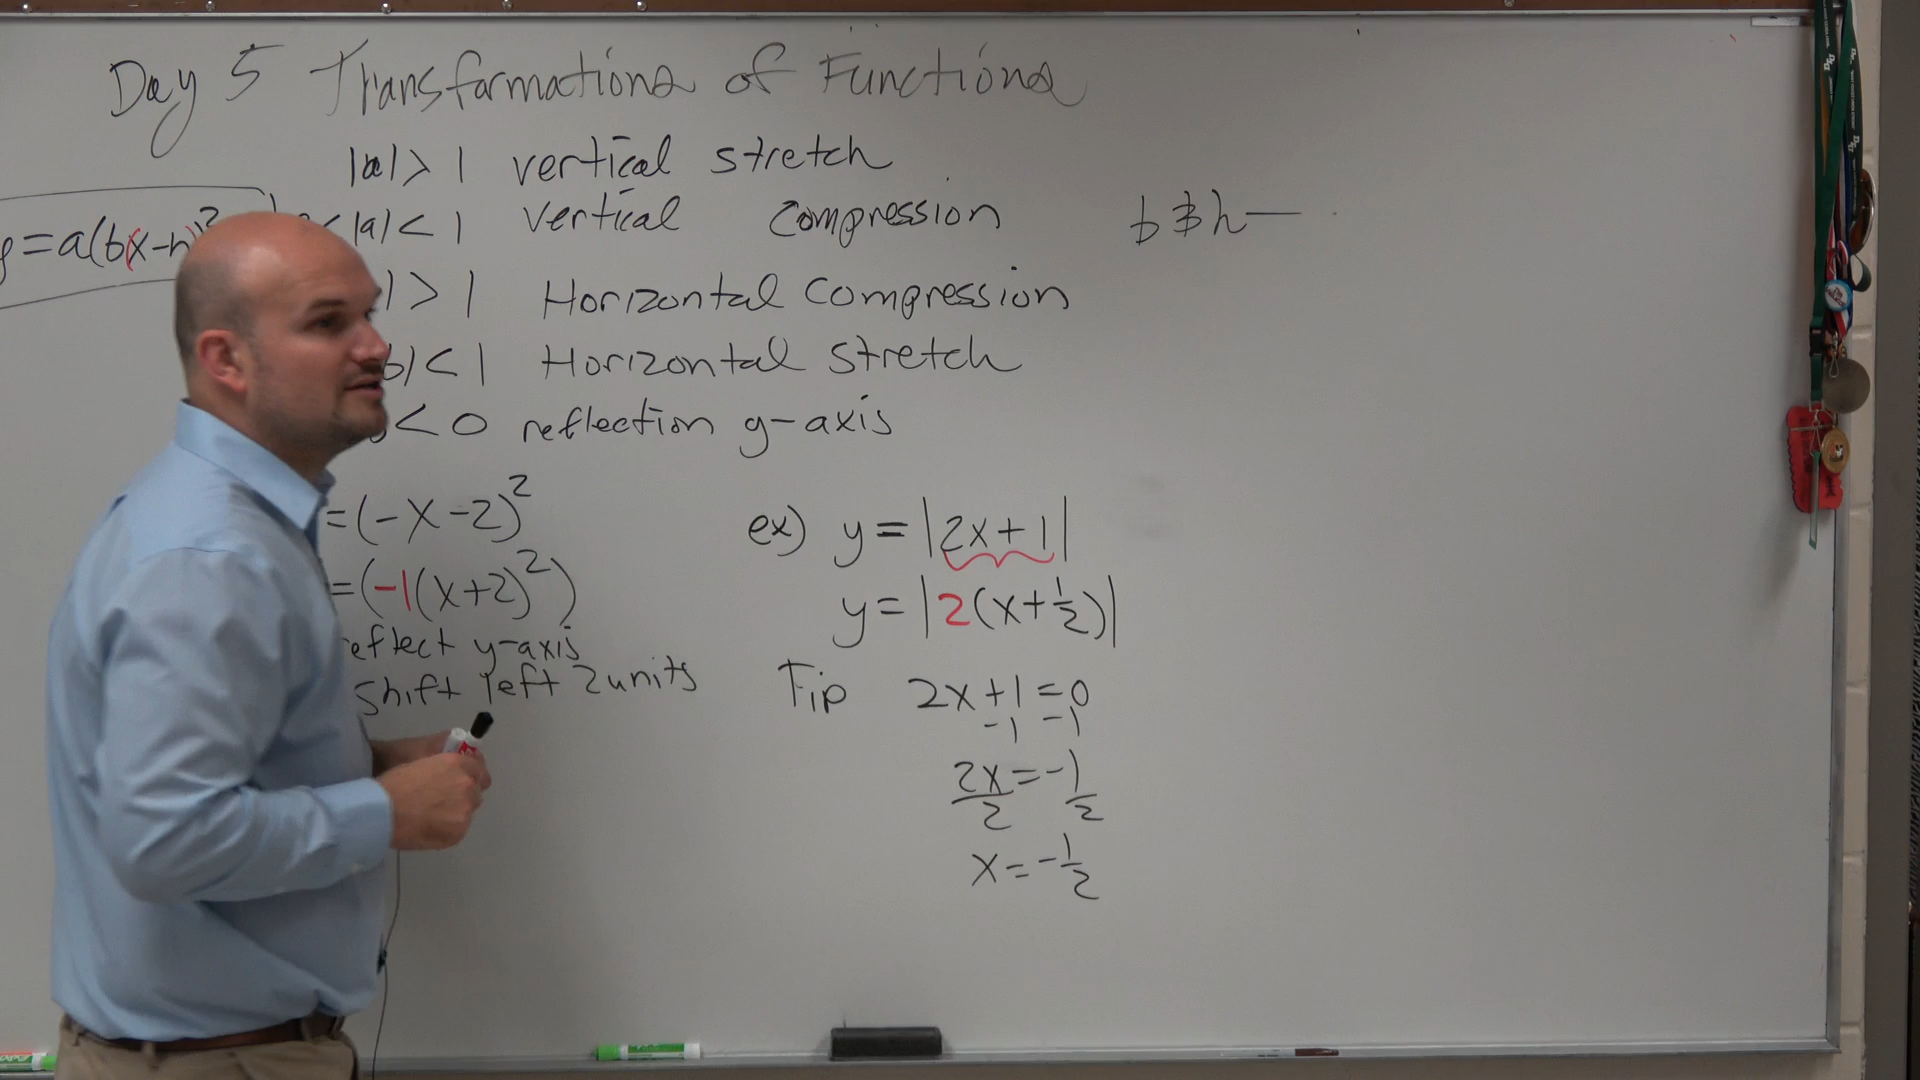 Day 5 Transformations of Functions
|a| > 1 vertical stretch
y = a(b(x-h)²
< |a| < 1 vertical compression
b & h —
| > 1 Horizontal compression
b| < 1 Horizontal stretch
< 0 reflection y-axis
= (-x-2)²
= (-1(x+2)²)
eflect y-axis
shift left 2 units
ex) y = |2x+1|
y = |2(x+½)|
Tip 2x+1=0
-1 -1
2x = -1
2 2
x = -½